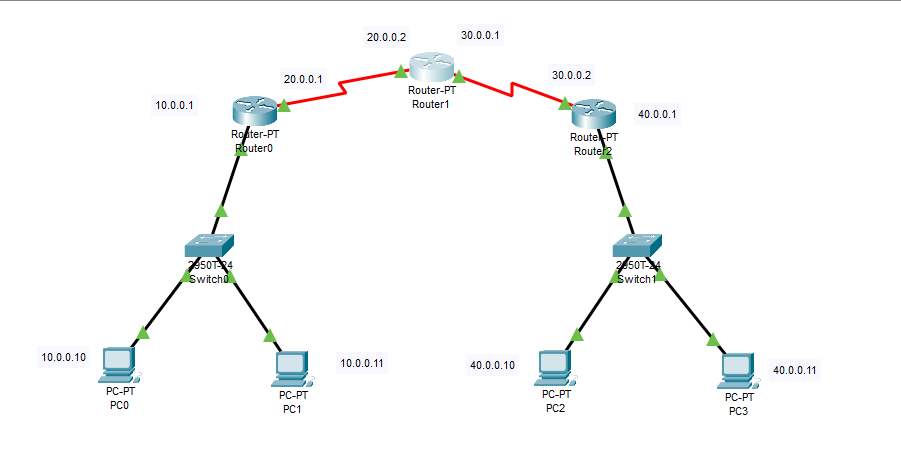 20.0.0.2
30.0.0.1
20.0.0.1
30.0.0.2
10.0.0.1
Router-PT
Router1
40.0.0.1
Router-PT
Router0
Router-PT
Router2
2950T-24
Switch0
2950T-24
Switch1
10.0.0.10
10.0.0.11
40.0.0.10
40.0.0.11
PC-PT
PC0
PC-PT
PC1
PC-PT
PC2
PC-PT
PC3